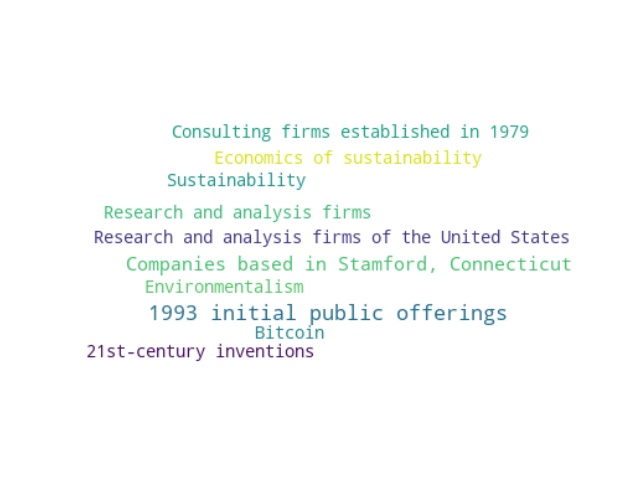 Consulting firms established in 1979
Economics of sustainability
Sustainability
Research and analysis firms
Research and analysis firms of the United States
Companies based in Stamford, Connecticut
Environmentalism
1993 initial public offerings
Bitcoin
21st-century inventions